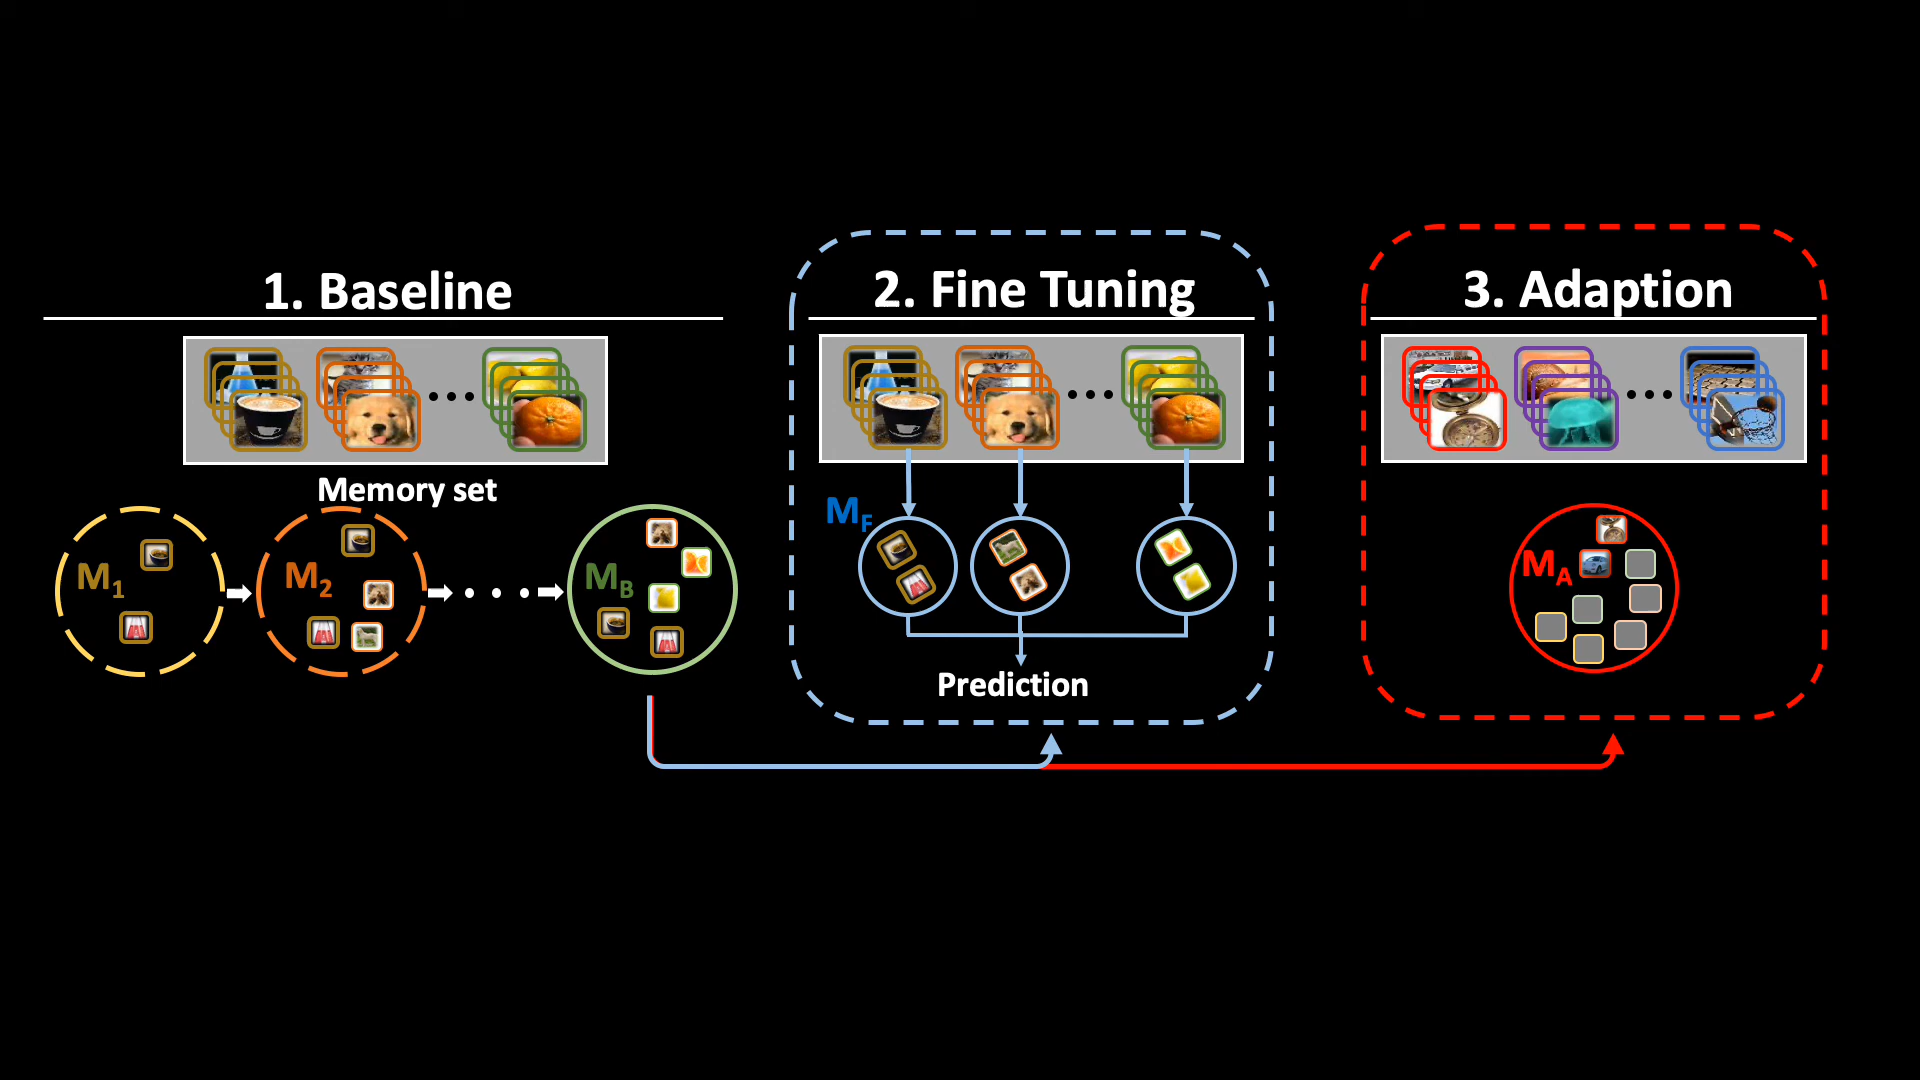 1. Baseline
2. Fine Tuning
3. Adaption
Memory set
M1
M2
MB
MF
MA
Prediction